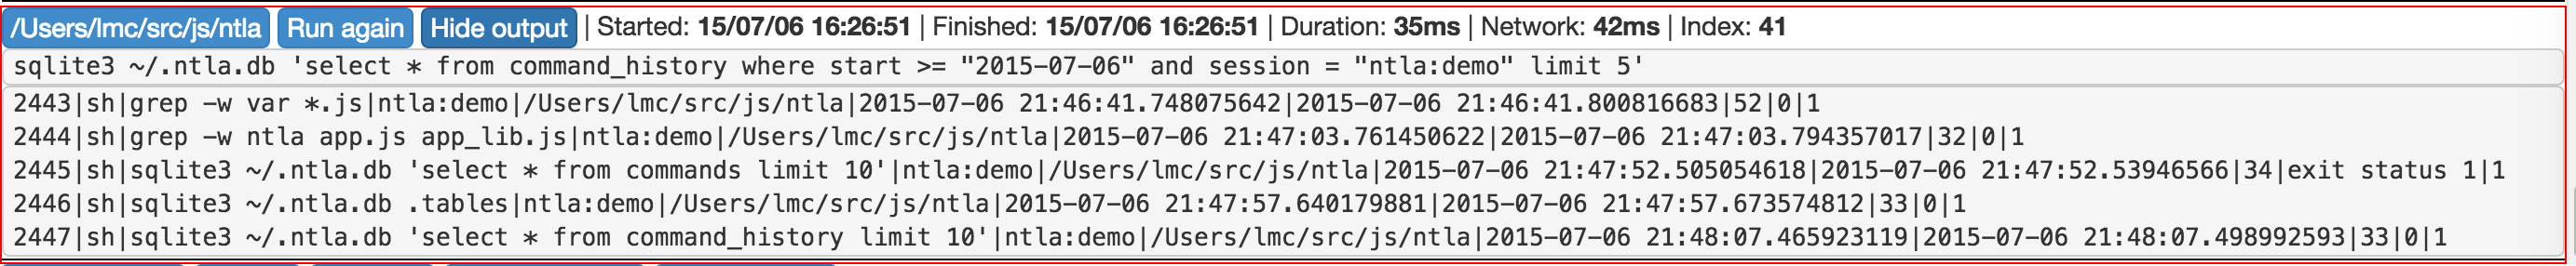 /Users/lmc/src/js/ntla Run again Hide output | Started: 15/07/06 16:26:51 | Finished: 15/07/06 16:26:51 | Duration: 35ms | Network: 42ms | Index: 41
sqlite3 ~/.ntla.db 'select * from command_history where start >= "2015-07-06" and session = "ntla:demo" limit 5'
2443|sh|grep -w var *.js|ntla:demo|/Users/lmc/src/js/ntla|2015-07-06 21:46:41.748075642|2015-07-06 21:46:41.800816683|52|0|1
2444|sh|grep -w ntla app.js app_lib.js|ntla:demo|/Users/lmc/src/js/ntla|2015-07-06 21:47:03.761450622|2015-07-06 21:47:03.794357017|32|0|1
2445|sh|sqlite3 ~/.ntla.db 'select * from commands limit 10'|ntla:demo|/Users/lmc/src/js/ntla|2015-07-06 21:47:52.505054618|2015-07-06 21:47:52.53946566|34|exit status 1|1
2446|sh|sqlite3 ~/.ntla.db .tables|ntla:demo|/Users/lmc/src/js/ntla|2015-07-06 21:47:57.640179881|2015-07-06 21:47:57.673574812|33|0|1
2447|sh|sqlite3 ~/.ntla.db 'select * from command_history limit 10'|ntla:demo|/Users/lmc/src/js/ntla|2015-07-06 21:48:07.465923119|2015-07-06 21:48:07.498992593|33|0|1